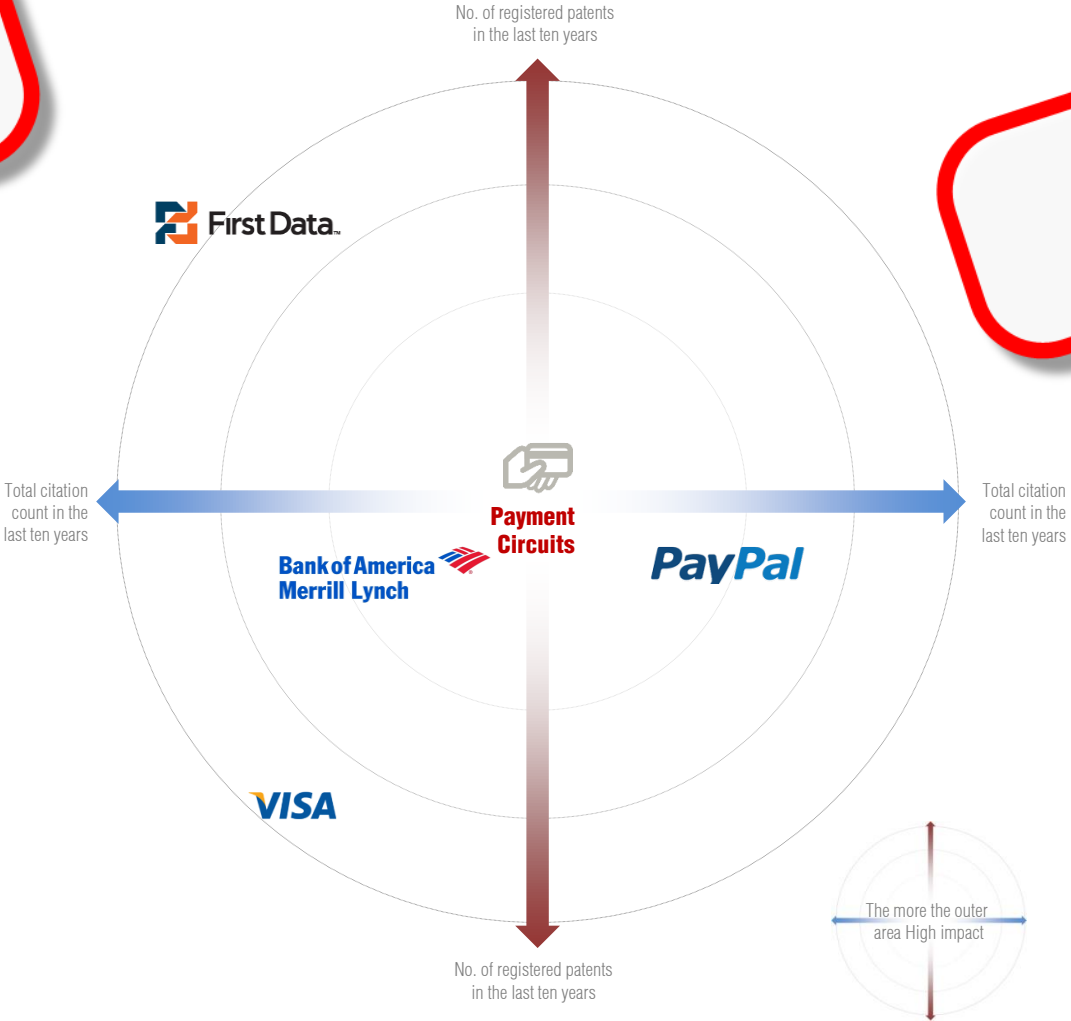 No. of registered patents
in the last ten years
First Data™
Total citation
count in the
last ten years
Total citation
count in the
last ten years
Payment
Circuits
Bank of America
Merrill Lynch
PayPal
VISA
The more the outer
area High impact
No. of registered patents
in the last ten years